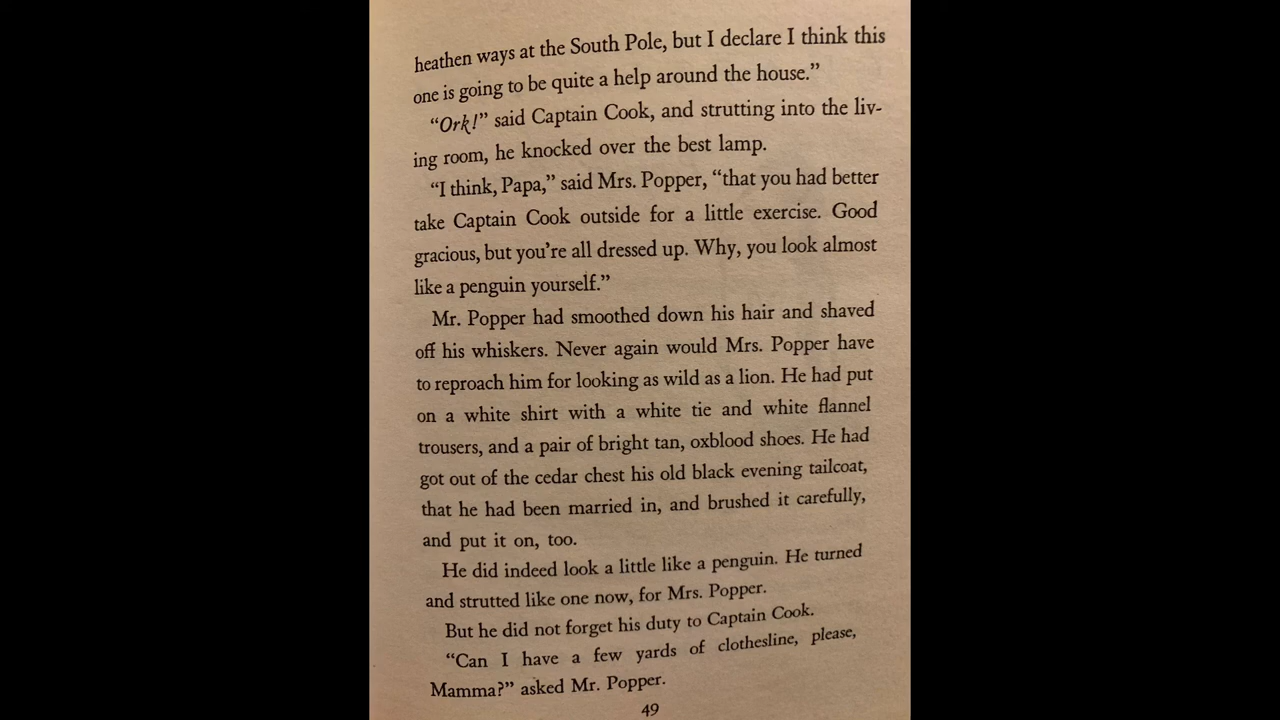 heathen ways at the South Pole, but I declare I think this
one is going to be quite a help around the house.”
“Ork!” said Captain Cook, and strutting into the liv-
ing room, he knocked over the best lamp.
“I think, Papa,” said Mrs. Popper, “that you had better
take Captain Cook outside for a little exercise. Good
gracious, but you’re all dressed up. Why, you look almost
like a penguin yourself.”
Mr. Popper had smoothed down his hair and shaved
off his whiskers. Never again would Mrs. Popper have
to reproach him for looking as wild as a lion. He had put
on a white shirt with a white tie and white flannel
trousers, and a pair of bright tan, oxblood shoes. He had
got out of the cedar chest his old black evening tailcoat,
that he had been married in, and brushed it carefully,
and put it on, too.
He did indeed look a little like a penguin. He turned
and strutted like one now, for Mrs. Popper.
But he did not forget his duty to Captain Cook.
“Can I have a few yards of clothesline, please,
Mamma?” asked Mr. Popper.
49